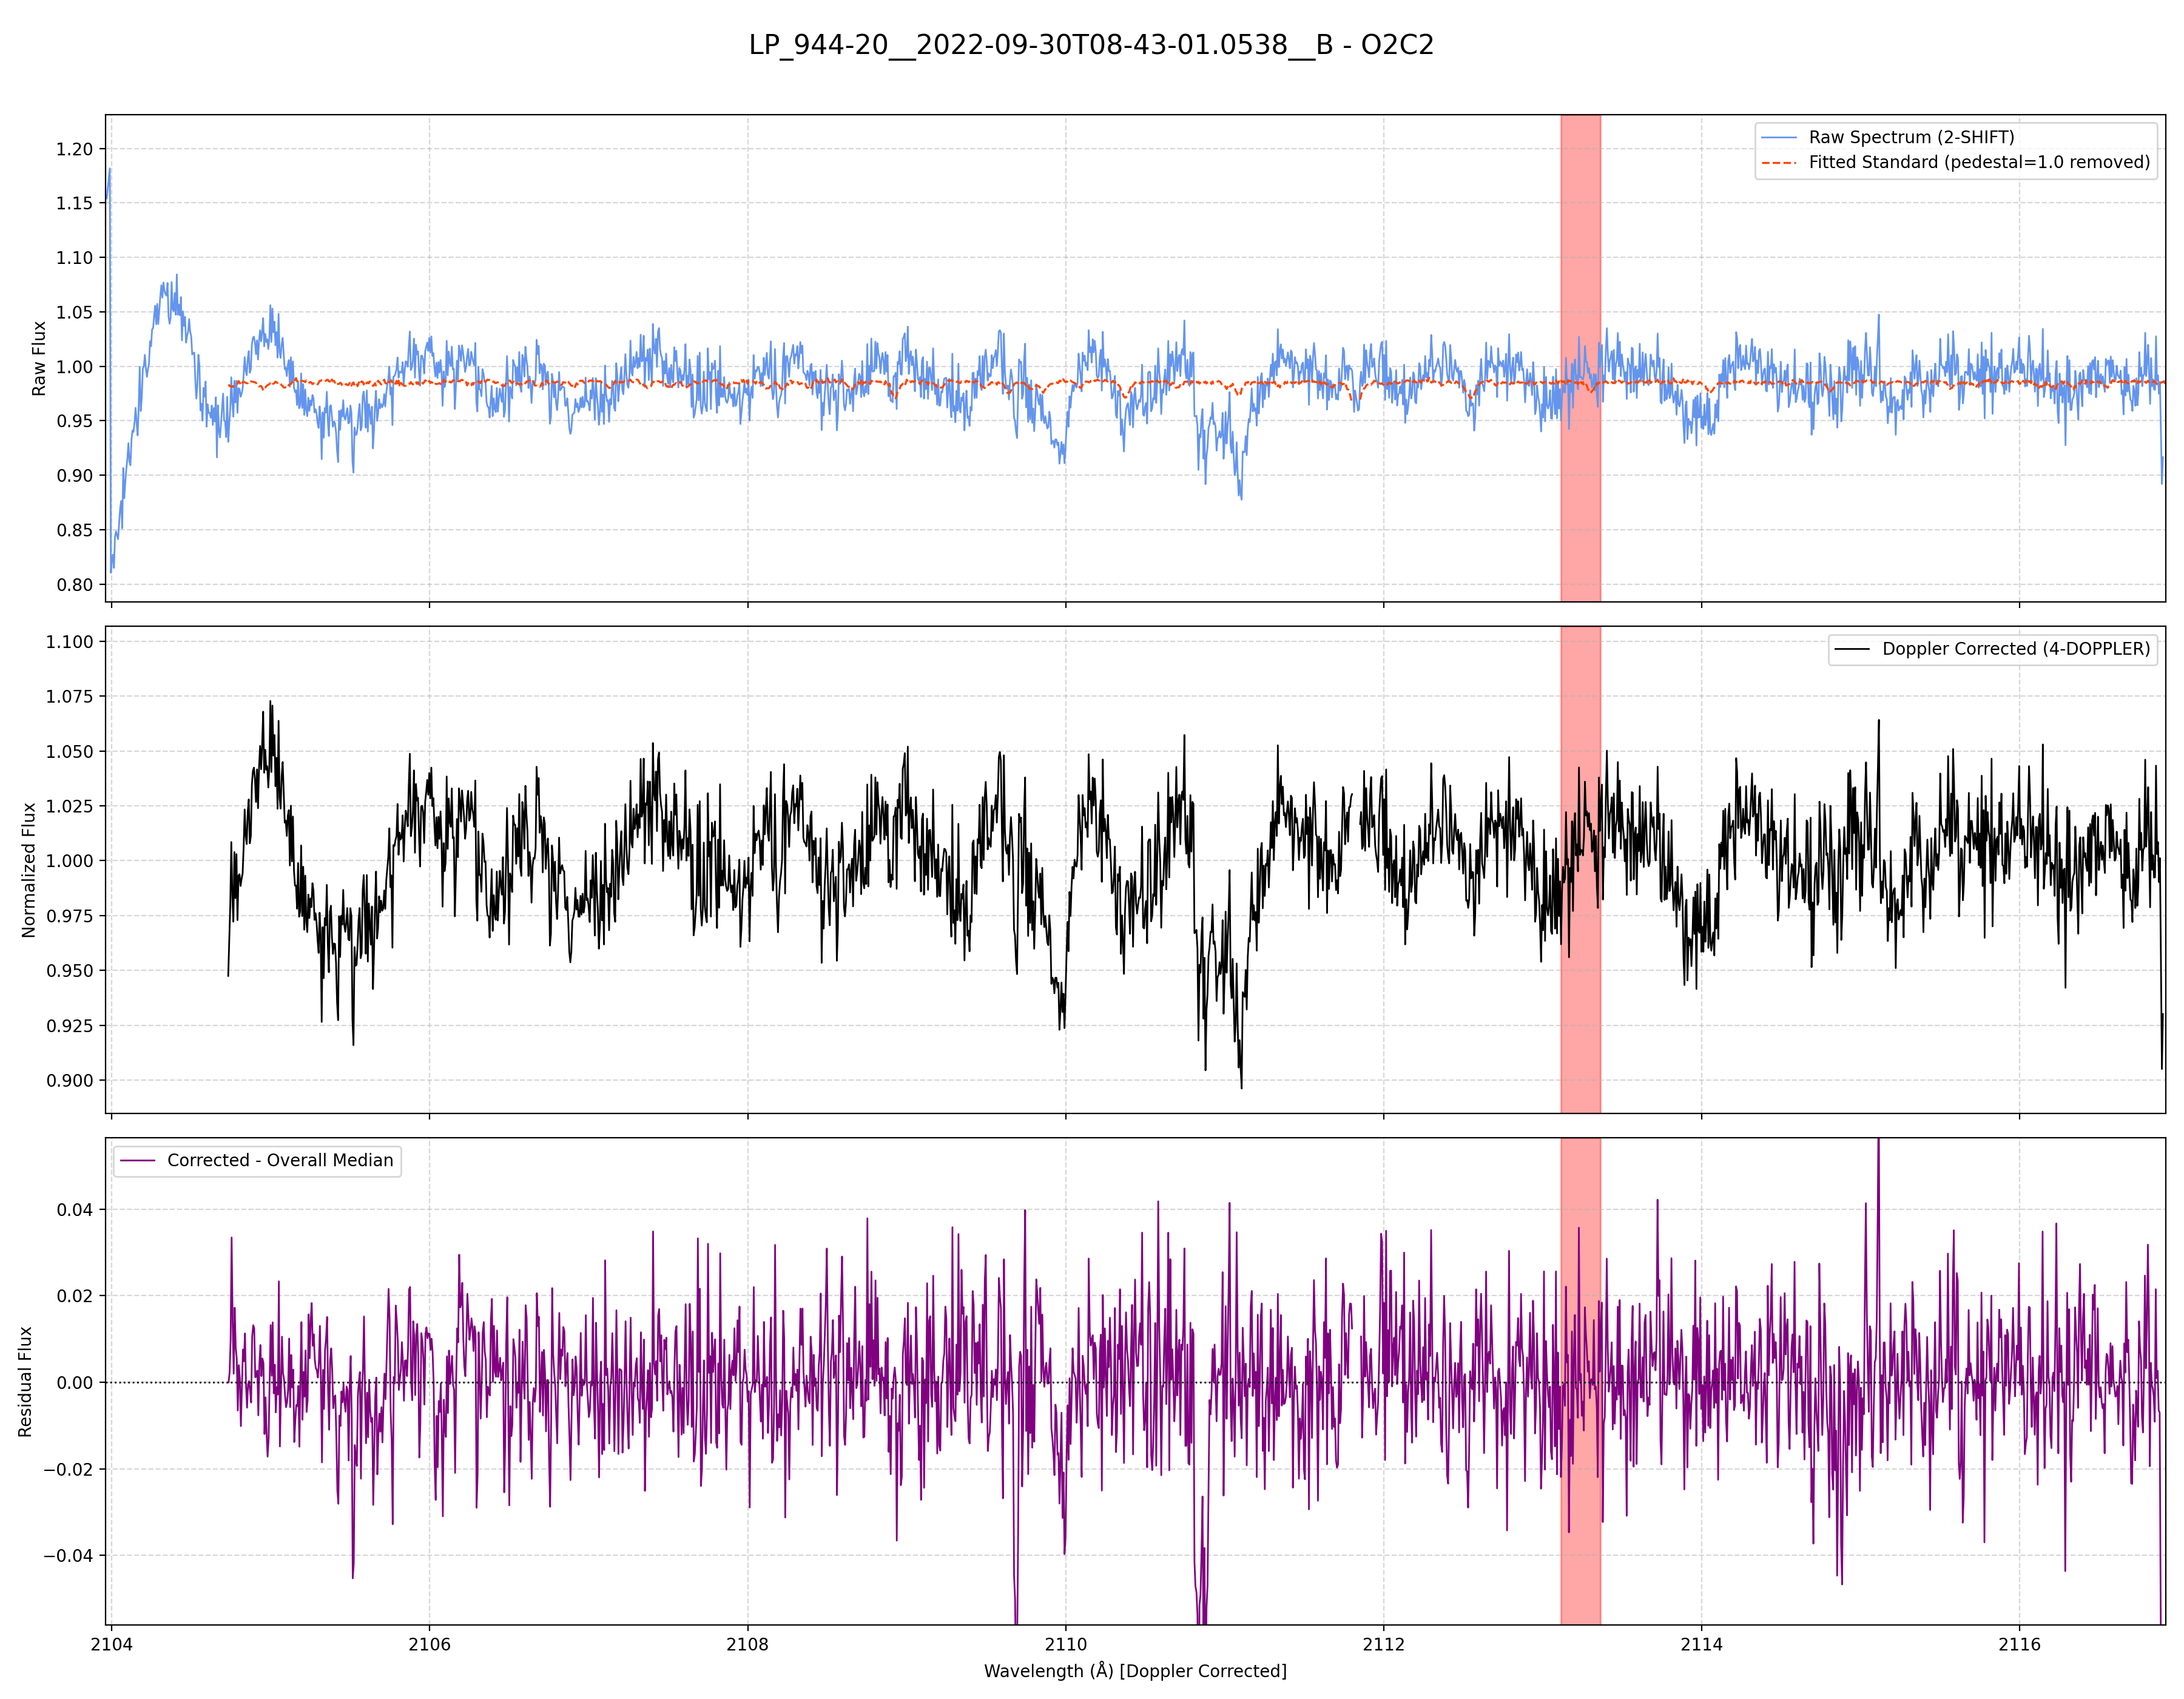 LP_944-20__2022-09-30T08-43-01.0538__B - O2C2
Raw Spectrum (2-SHIFT)
Fitted Standard (pedestal=1.0 removed)
1.20
1.15
1.10
1.05
1.00
0.95
0.90
0.85
0.80
Raw Flux
Doppler Corrected (4-DOPPLER)
1.100
1.075
1.050
1.025
1.000
0.975
0.950
0.925
0.900
Normalized Flux
Corrected - Overall Median
0.04
0.02
0.00
−0.02
−0.04
Residual Flux
2104 2106 2108 2110 2112 2114 2116
Wavelength (Å) [Doppler Corrected]